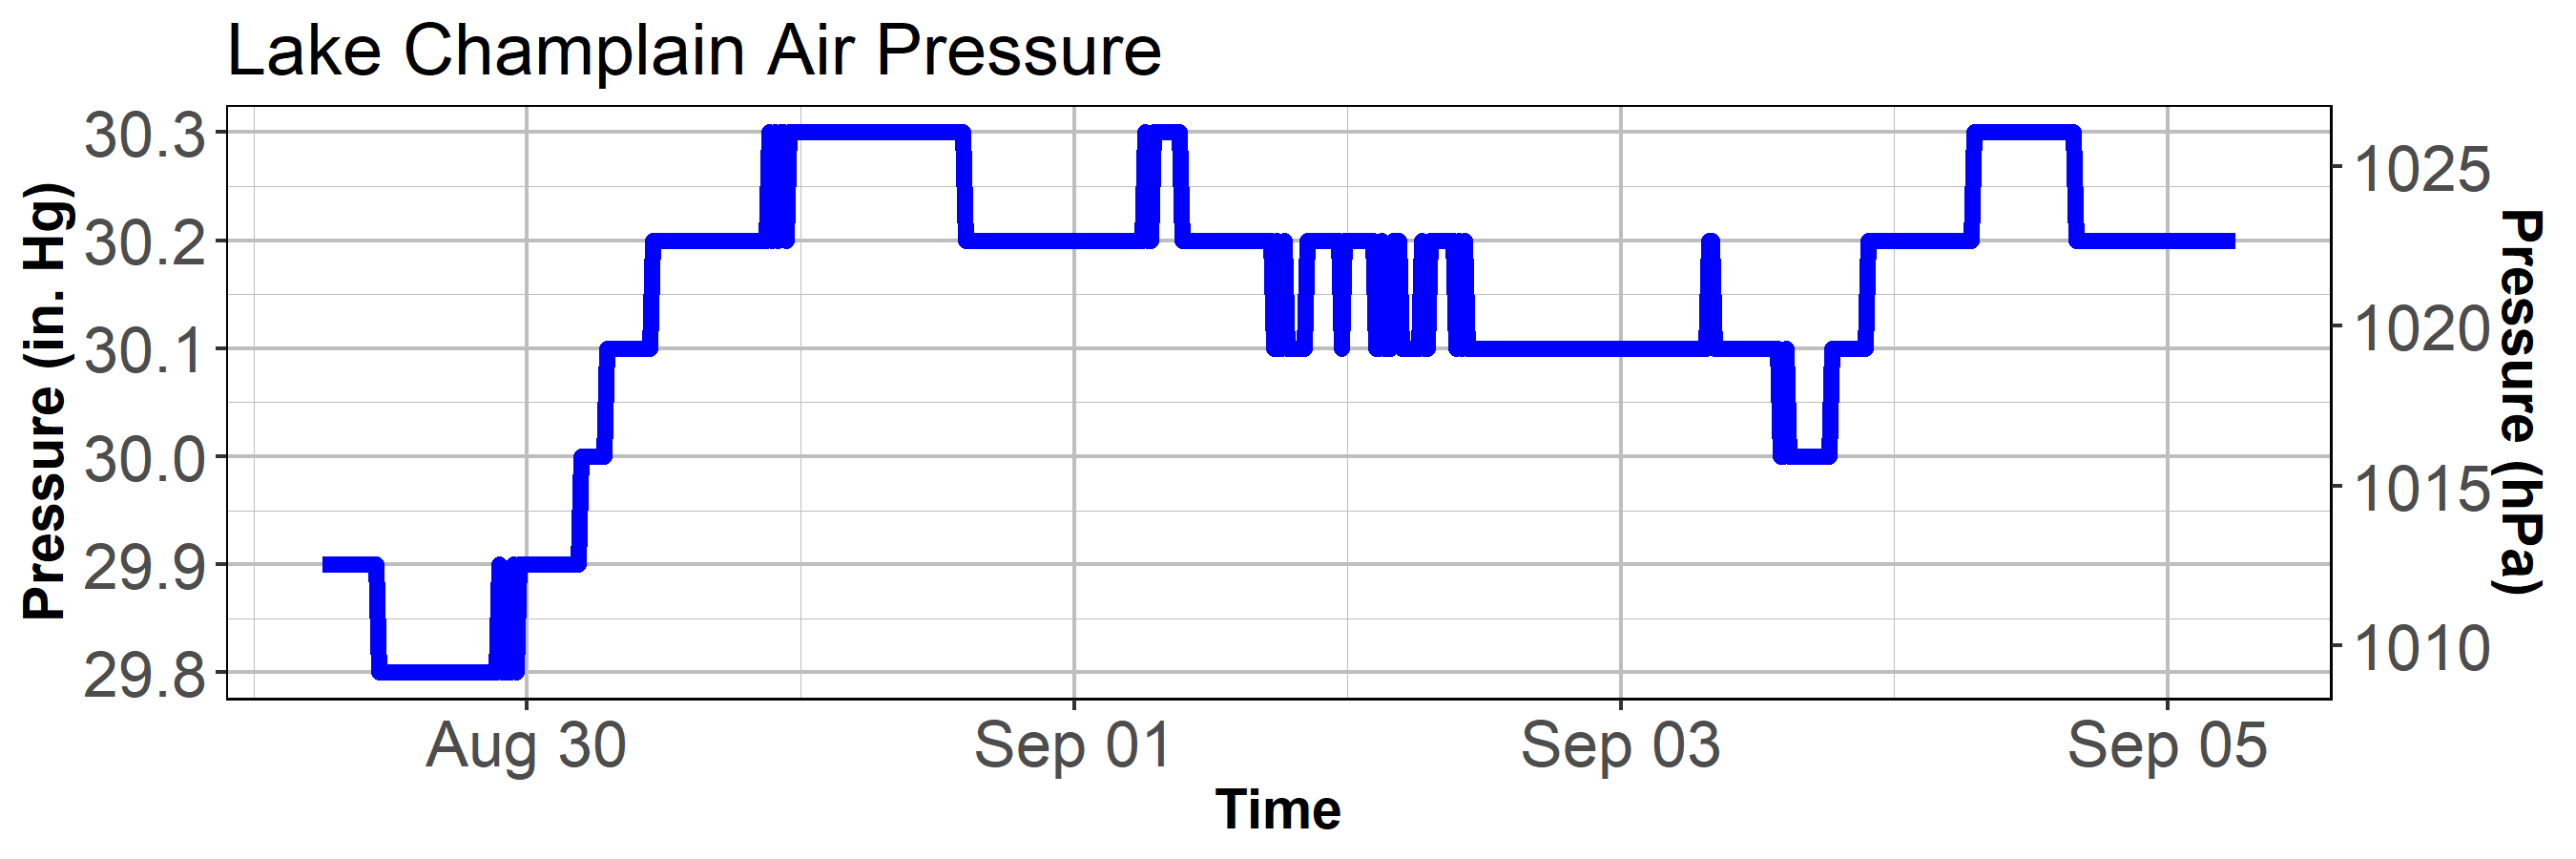 Lake Champlain Air Pressure
Pressure (in. Hg)
30.3
30.2
30.1
30.0
29.9
29.8
1025
1020
1015
1010
Pressure (hPa)
Aug 30 Sep 01 Sep 03 Sep 05
Time